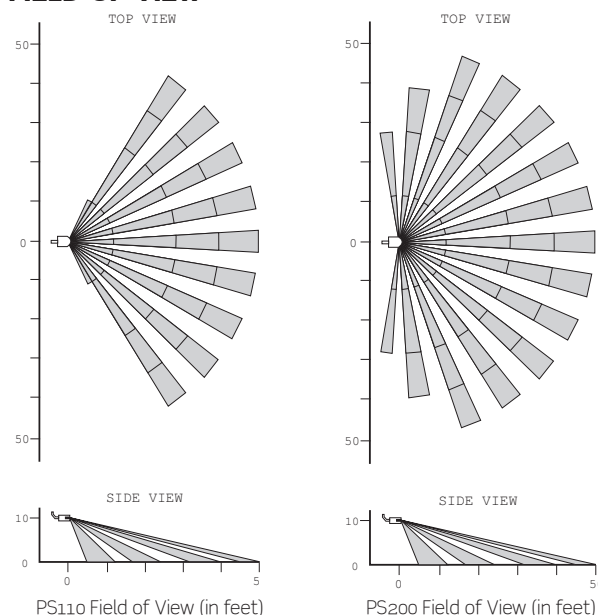 FIELD OF VIEW
TOP VIEW
50
0
50
SIDE VIEW
10
0
0
5
PS110 Field of View (in feet)
TOP VIEW
50
0
50
SIDE VIEW
10
0
0
5
PS200 Field of View (in feet)